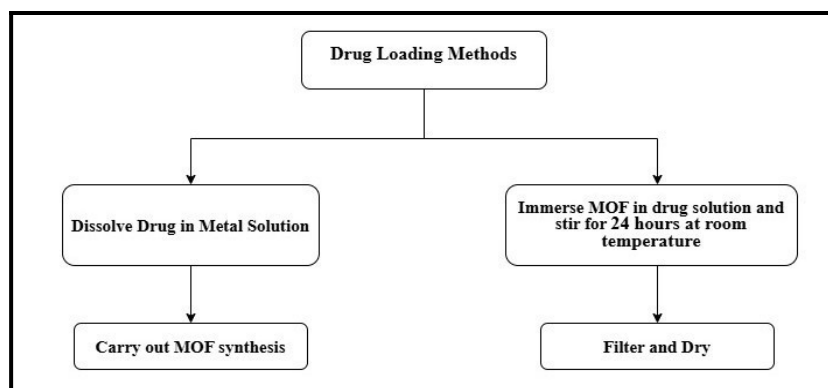 Drug Loading Methods
Dissolve Drug in Metal Solution
Immerse MOF in drug solution and
stir for 24 hours at room
temperature
Carry out MOF synthesis
Filter and Dry